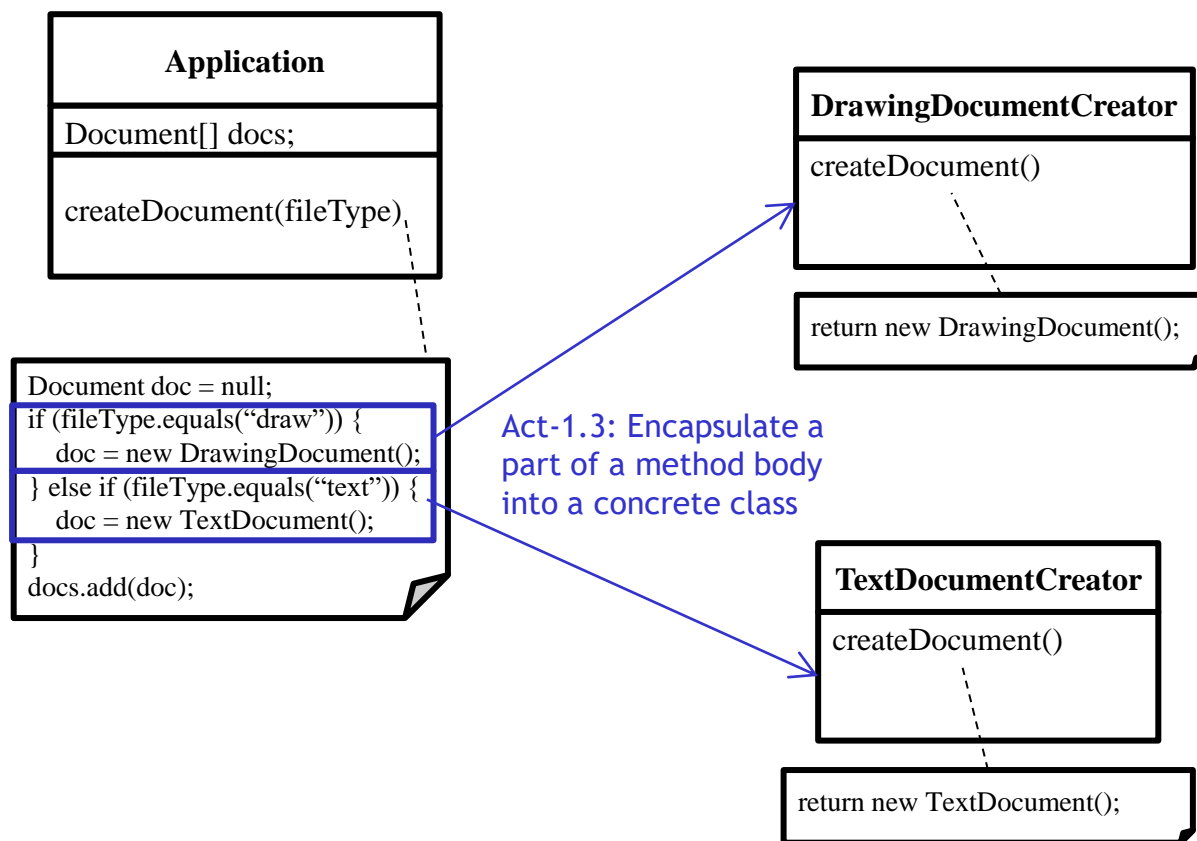 Application
Document[] docs;
createDocument(fileType)
Document doc = null;
if (fileType.equals(“draw”)) {
doc = new DrawingDocument();
} else if (fileType.equals(“text”)) {
doc = new TextDocument();
}
docs.add(doc);
Act-1.3: Encapsulate a
part of a method body
into a concrete class
DrawingDocumentCreator
createDocument()
return new DrawingDocument();
TextDocumentCreator
createDocument()
return new TextDocument();